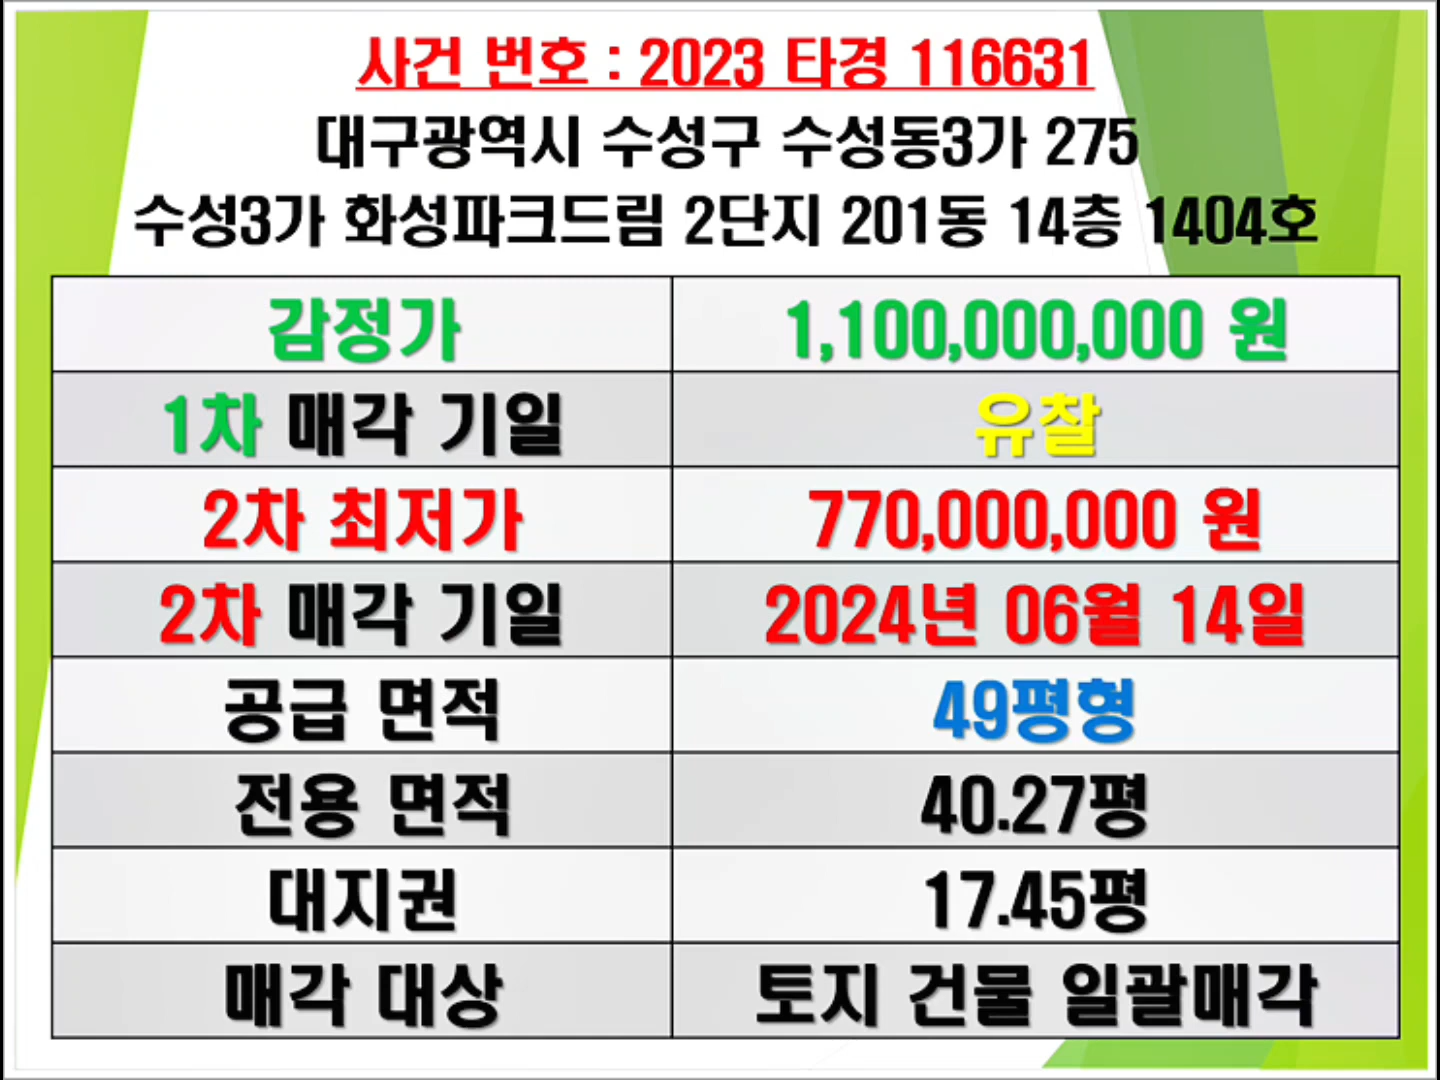 사건 번호 : 2023 타경 116631
대구광역시 수성구 수성동3가 275
수성3가 화성파크드림 2단지 201동 14층 1404호
감정가 1,100,000,000 원
1차 매각 기일 유찰
2차 최저가 770,000,000 원
2차 매각 기일 2024년 06월 14일
공급 면적 49평형
전용 면적 40.27평
대지권 17.45평
매각 대상 토지 건물 일괄매각